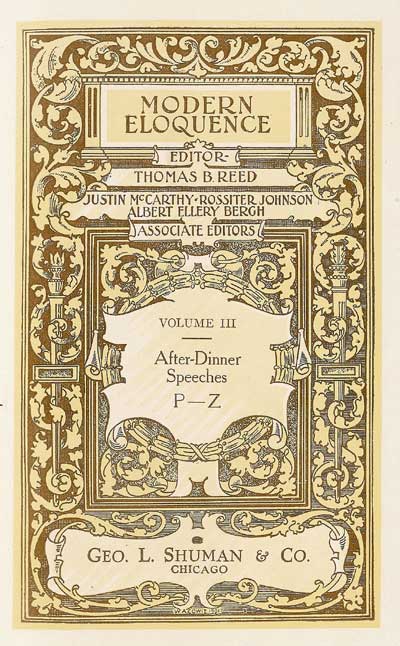 MODERN
ELOQUENCE
EDITOR-
THOMAS B. REED
JUSTIN McCARTHY · ROSSITER JOHNSON
ALBERT ELLERY BERGH
ASSOCIATE EDITORS
VOLUME III
After-Dinner
Speeches
P—Z
GEO. L. SHUMAN & CO.
CHICAGO